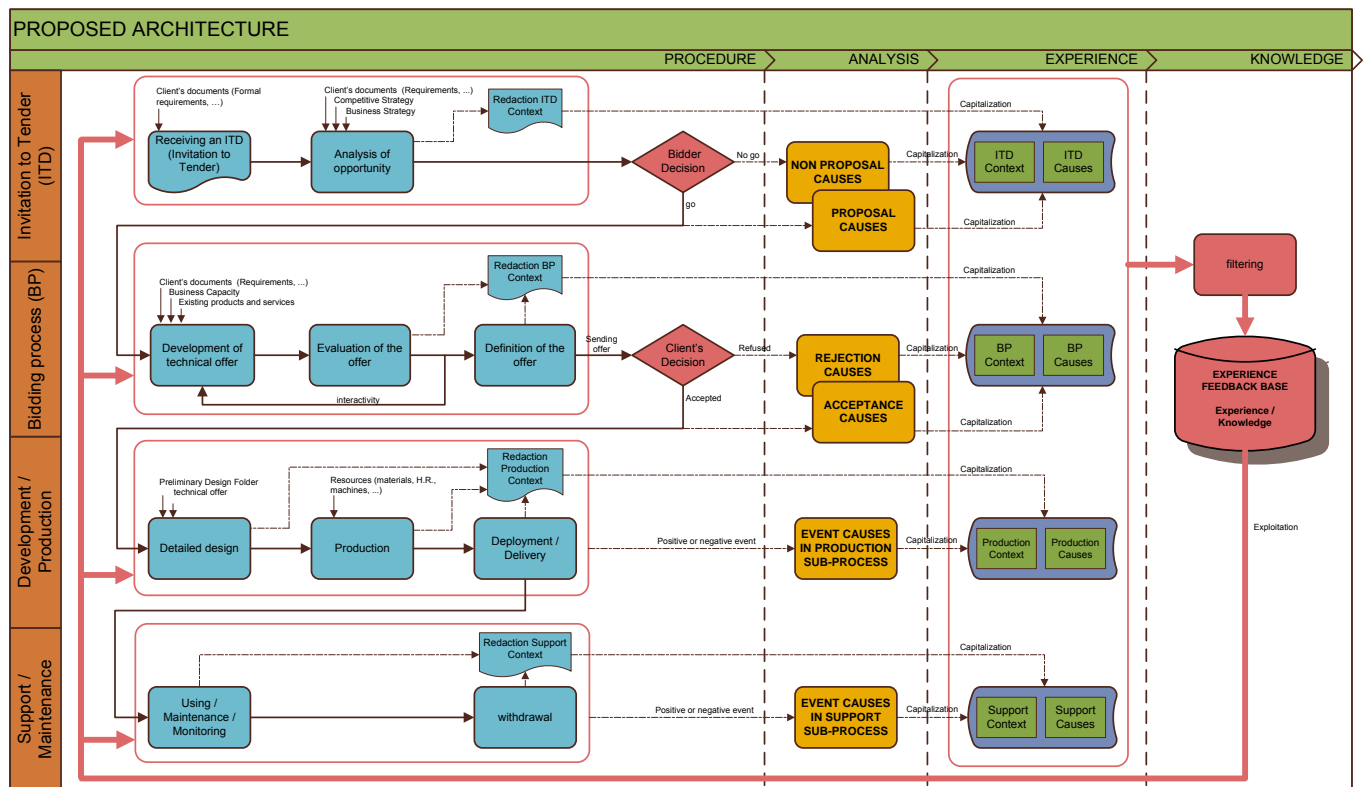 PROPOSED ARCHITECTURE
PROCEDURE
ANALYSIS
EXPERIENCE
KNOWLEDGE
Invitation to Tender
(ITD)
Client's documents (Formal
requirements, …)
Client's documents (Requirements, ...)
Competitive Strategy
Business Strategy
Redaction ITD
Context
Capitalization
Receiving an ITD
(Invitation to
Tender)
Analysis of
opportunity
Bidder
Decision
No go
NON PROPOSAL
CAUSES
Capitalization
ITD
Context
ITD
Causes
go
PROPOSAL
CAUSES
Capitalization
Bidding process (BP)
Client's documents  (Requirements, ...)
Business Capacity
Existing products and services
Redaction BP
Context
Capitalization
filtering
Development of
technical offer
Evaluation of the
offer
Definition of the
offer
Sending
offer
Client's
Decision
Refused
REJECTION
CAUSES
Capitalization
BP
Context
BP
Causes
interactivity
Accepted
ACCEPTANCE
CAUSES
Capitalization
EXPERIENCE
FEEDBACK BASE
Experience /
Knowledge
Development /
Production
Preliminary Design Folder
technical offer
Resources (materials, H.R.,
machines, ...)
Redaction
Production
Context
Capitalization
Detailed design
Production
Deployment /
Delivery
Positive or negative event
EVENT CAUSES
IN PRODUCTION
SUB-PROCESS
Capitalization
Production
Context
Production
Causes
Exploitation
Support /
Maintenance
Redaction Support
Context
Capitalization
Using /
Maintenance /
Monitoring
withdrawal
Positive or negative event
EVENT CAUSES
IN SUPPORT
SUB-PROCESS
Capitalization
Support
Context
Support
Causes